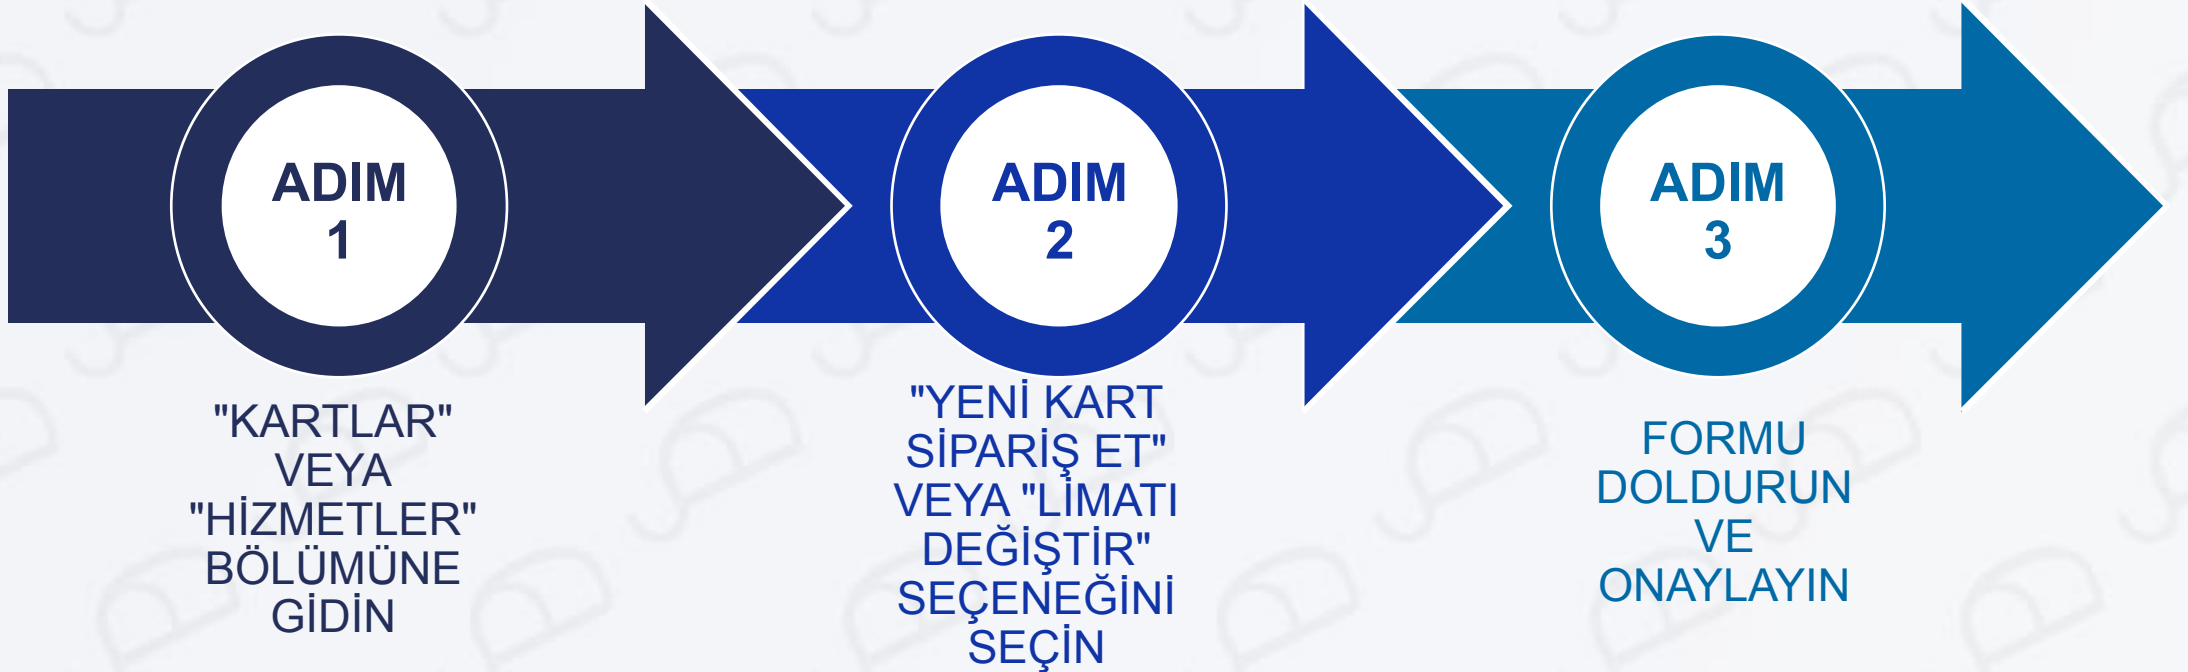 ADIM
1
"KARTLAR"
VEYA
"HİZMETLER"
BÖLÜMÜNE
GİDİN
ADIM
2
"YENİ KART
SİPARİŞ ET"
VEYA "LİMATI
DEĞİŞTİR"
SEÇENEĞİNİ
SEÇİN
ADIM
3
FORMU
DOLDURUN
VE
ONAYLAYIN